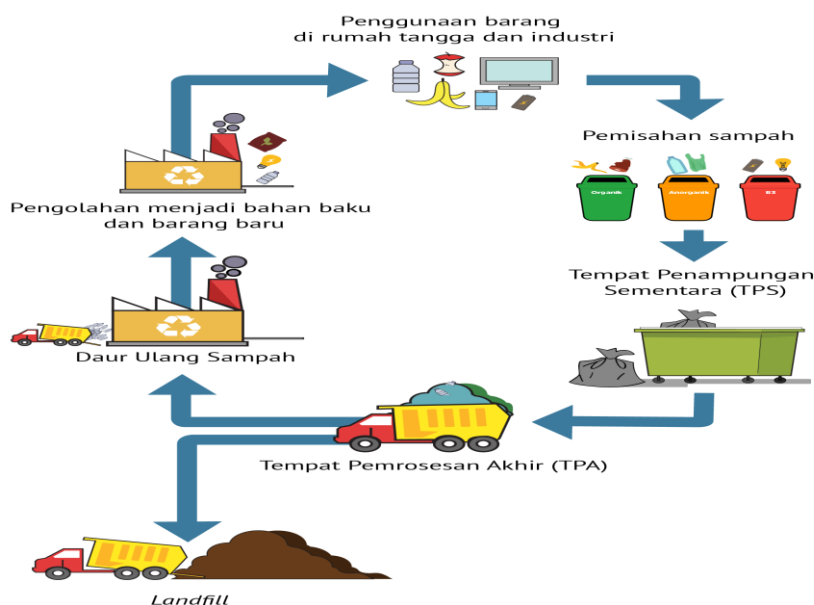 Penggunaan barang
di rumah tangga dan industri
Pemisahan sampah
Organik
Anorganik
B3
Tempat Penampungan
Sementara (TPS)
Tempat Pemrosesan Akhir (TPA)
Landfill
Daur Ulang Sampah
Pengolahan menjadi bahan baku
dan barang baru